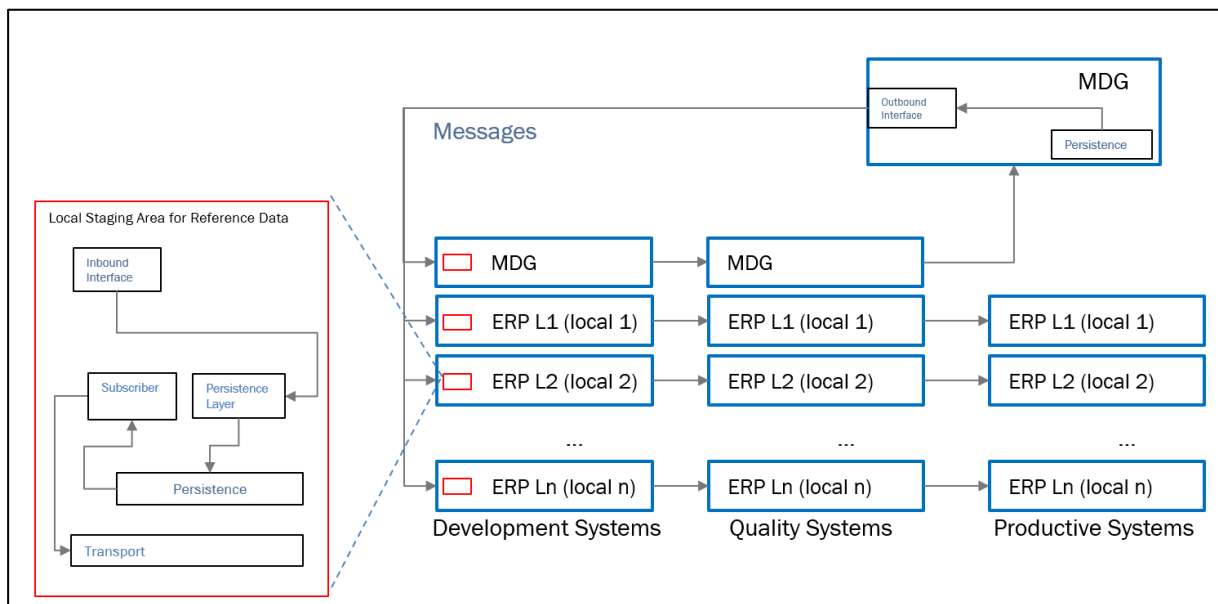 MDG
Outbound
Interface
Persistence
Messages
Local Staging Area for Reference Data
Inbound
Interface
Subscriber
Persistence
Layer
Persistence
Transport
MDG
MDG
ERP L1 (local 1)
ERP L1 (local 1)
ERP L1 (local 1)
ERP L2 (local 2)
ERP L2 (local 2)
ERP L2 (local 2)
...
...
...
ERP Ln (local n)
ERP Ln (local n)
ERP Ln (local n)
Development Systems
Quality Systems
Productive Systems